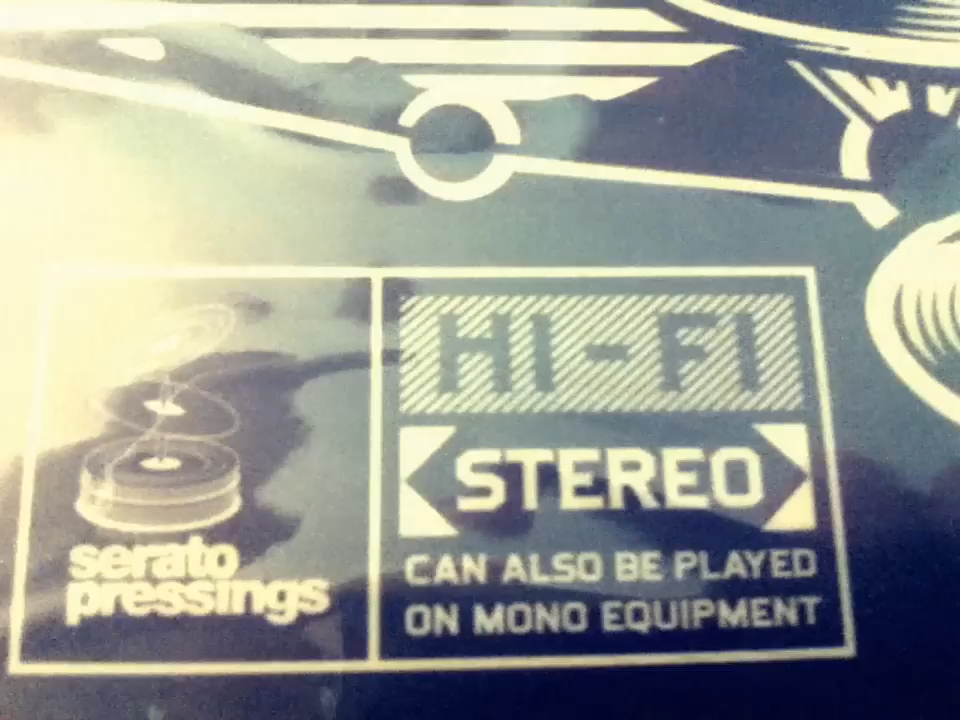 serato
pressings
HI-FI
STEREO
CAN ALSO BE PLAYED
ON MONO EQUIPMENT